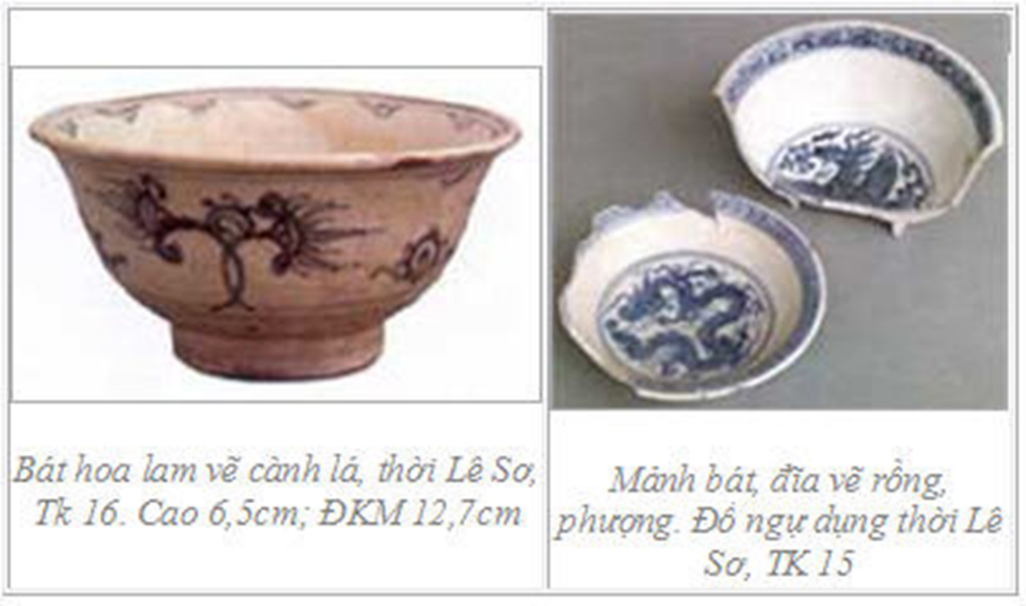 Bát hoa lam vẽ cành lá, thời Lê Sơ,
Tk 16. Cao 6,5cm; ĐKM 12,7cm
Mảnh bát, đĩa vẽ rồng,
phượng. Đồ ngự dụng thời Lê
Sơ, TK 15